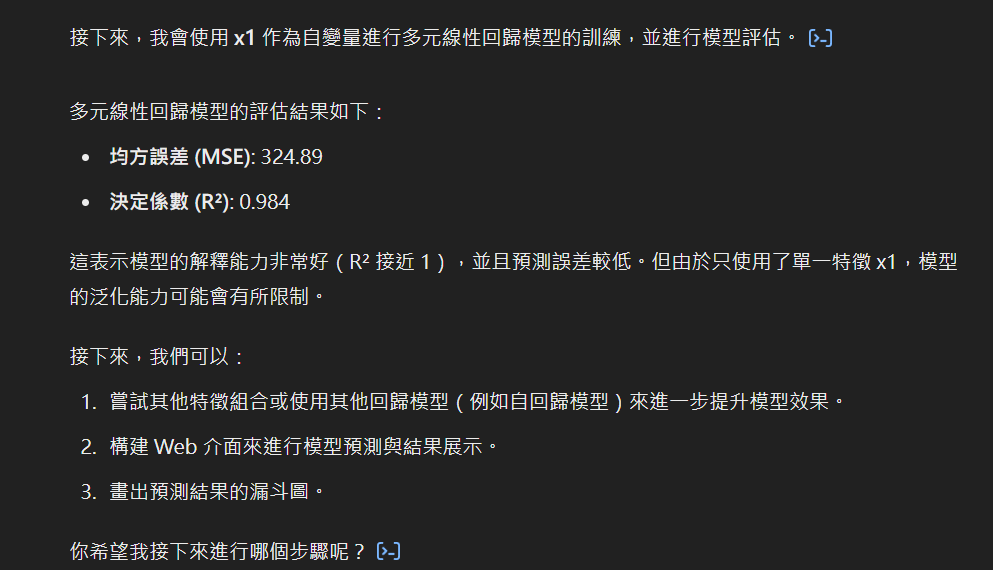 接下來，我會使用 x1 作為自變量進行多元線性回歸模型的訓練，並進行模型評估。 [>-]
多元線性回歸模型的評估結果如下：
• 均方誤差 (MSE): 324.89
• 決定係數 (R²): 0.984
這表示模型的解釋能力非常好（R² 接近 1），並且預測誤差較低。但由於只使用了單一特徵 x1，模型
的泛化能力可能會有所限制。
接下來，我們可以：
1. 嘗試其他特徵組合或使用其他回歸模型（例如自回歸模型）來進一步提升模型效果。
2. 構建 Web 介面來進行模型預測與結果展示。
3. 畫出預測結果的漏斗圖。
你希望我接下來進行哪個步驟呢？ [>-]